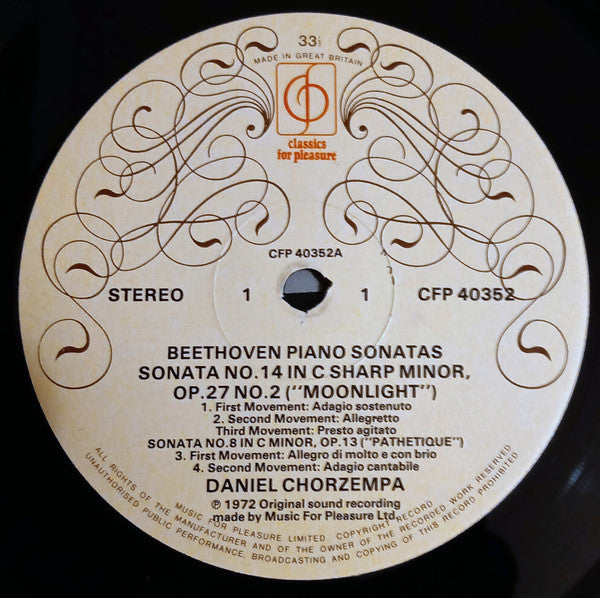 33⅓
MADE IN GREAT BRITAIN
cfp
classics
for pleasure
CFP 40352A
STEREO 1 1 CFP 40352
BEETHOVEN PIANO SONATAS
SONATA NO.14 IN C SHARP MINOR,
OP.27 NO.2 ("MOONLIGHT")
1. First Movement: Adagio sostenuto
2. Second Movement: Allegretto
Third Movement: Presto agitato
SONATA NO.8 IN C MINOR, OP.13 ("PATHETIQUE")
3. First Movement: Allegro di molto e con brio
4. Second Movement: Adagio cantabile
DANIEL CHORZEMPA
℗ 1972 Original sound recording
made by Music For Pleasure Ltd.
MUSIC FOR PLEASURE LIMITED. COPYRIGHT RECORD
ALL RIGHTS OF THE MANUFACTURER AND OF THE OWNER OF THE RECORDED WORK RESERVED
UNAUTHORISED PUBLIC PERFORMANCE, BROADCASTING AND COPYING OF THIS RECORD PROHIBITED